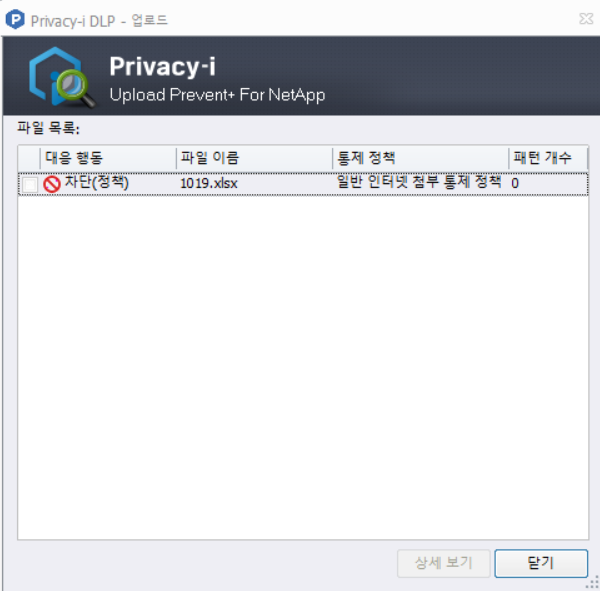 Privacy-i DLP - 업로드
Privacy-i
Upload Prevent+ For NetApp
파일 목록:
대응 행동 파일 이름 통제 정책 패턴 개수
차단(정책) 1019.xlsx 일반 인터넷 첨부 통제 정책 0
상세 보기 닫기